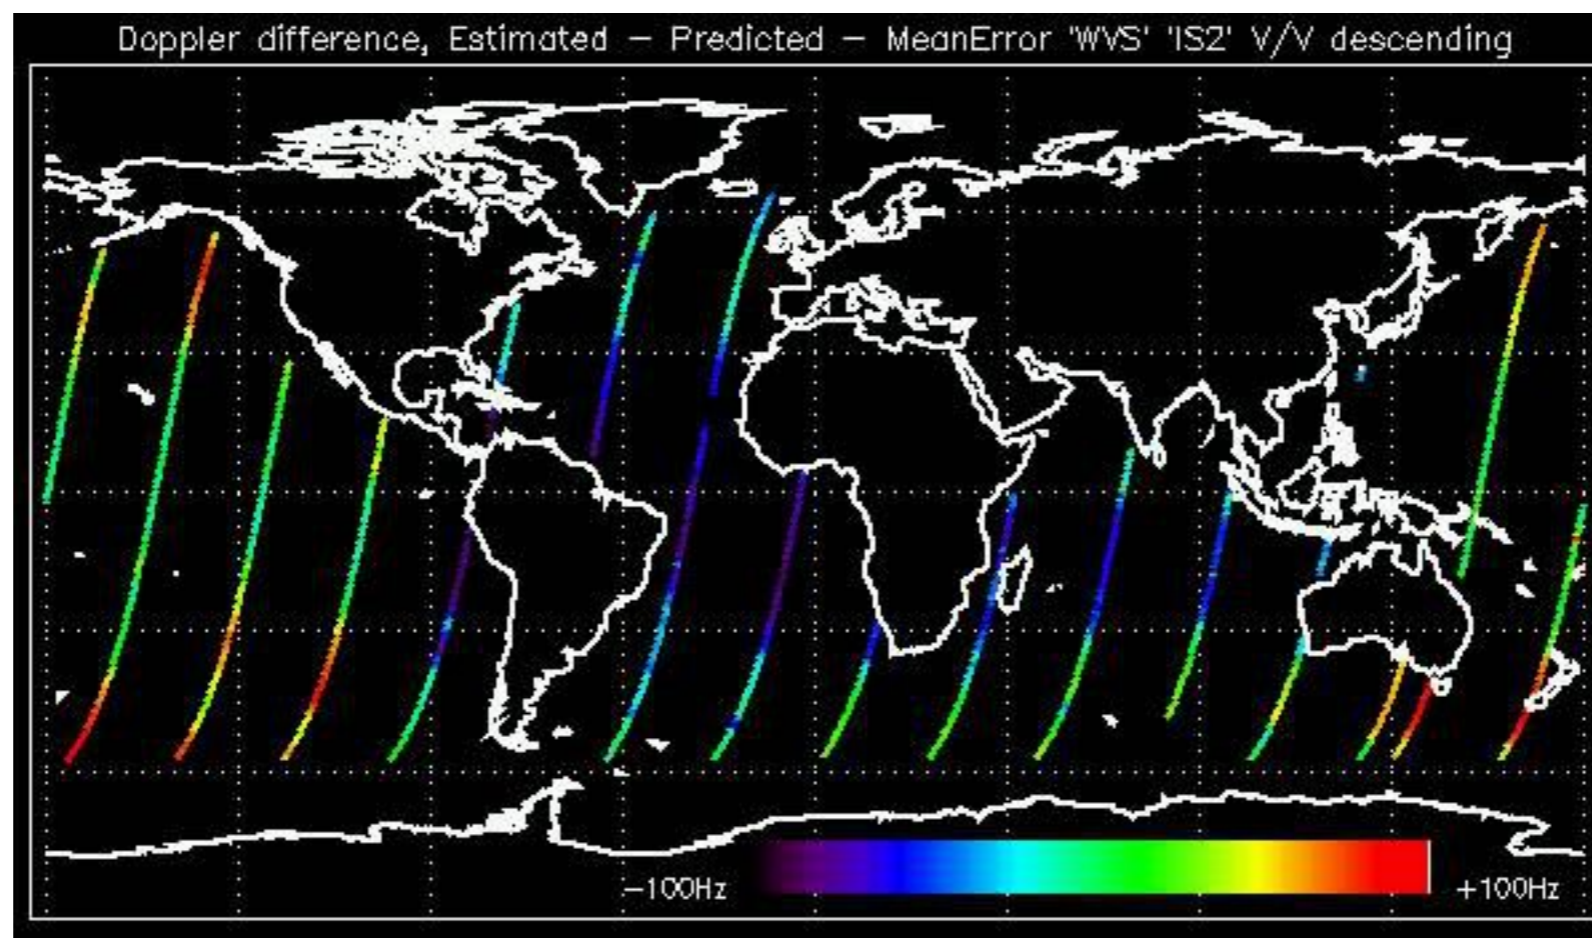 Doppler difference, Estimated – Predicted – MeanError 'WVS' 'IS2' V/V descending
–100Hz +100Hz